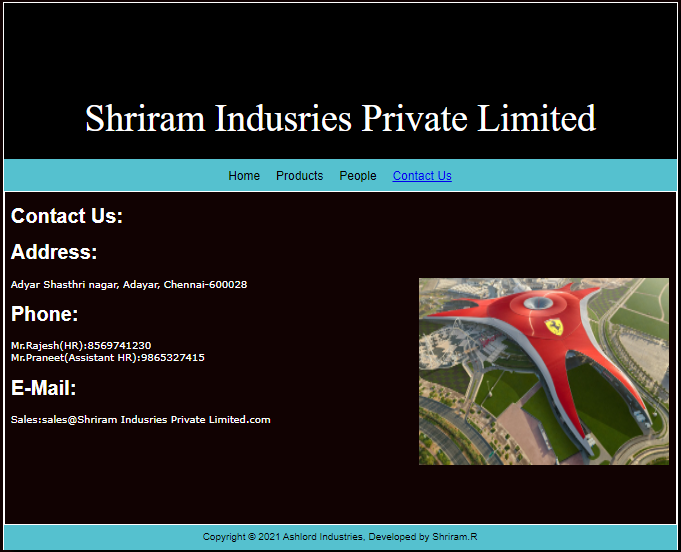 Shriram Indusries Private Limited
Home Products People Contact Us
Contact Us:
Address:
Adyar Shasthri nagar, Adayar, Chennai-600028
Phone:
Mr.Rajesh(HR):8569741230
Mr.Praneet(Assistant HR):9865327415
E-Mail:
Sales:sales@Shriram Indusries Private Limited.com
Copyright © 2021 Ashlord Industries, Developed by Shriram.R